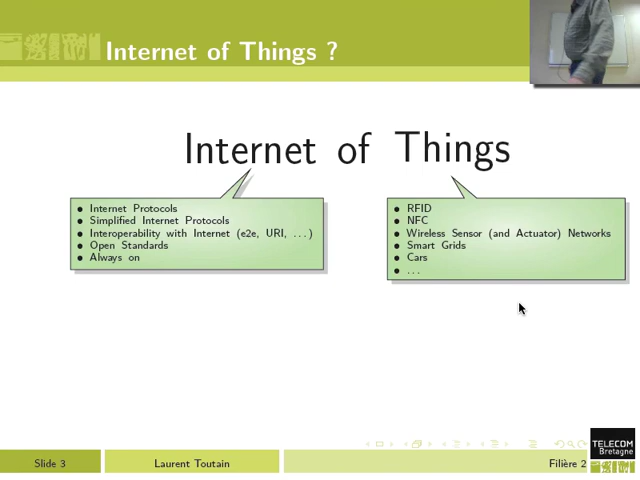 Internet of Things ?
Internet of Things
• Internet Protocols
• Simplified Internet Protocols
• Interoperability with Internet (e2e, URI, ...)
• Open Standards
• Always on
• RFID
• NFC
• Wireless Sensor (and Actuator) Networks
• Smart Grids
• Cars
• ...
TELECOM
Bretagne
Slide 3
Laurent Toutain
Filière 2